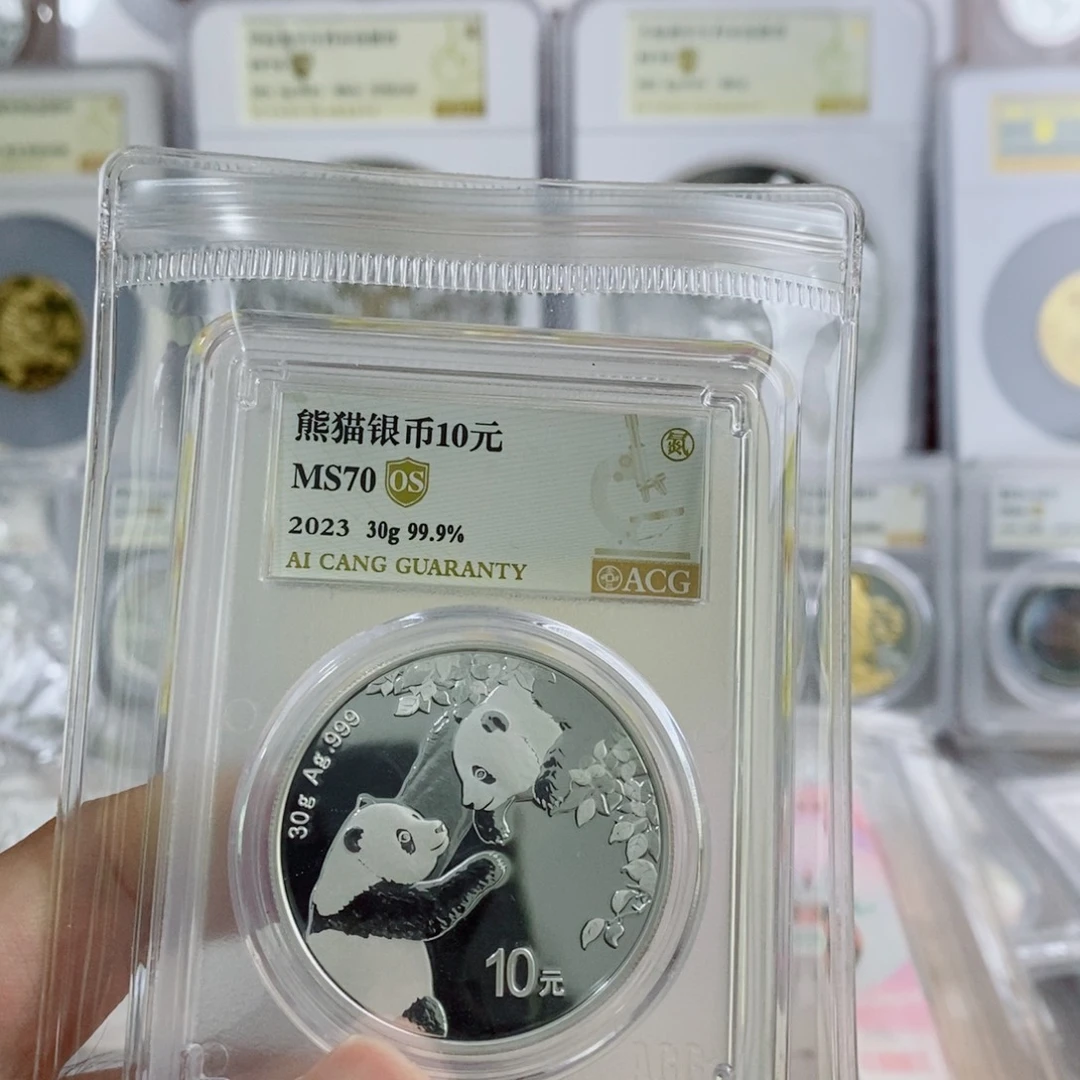 熊猫银币10元
氮
MS70 OS
2023 30g 99.9%
AI CANG GUARANTY
ACG
30g Ag.999
10元